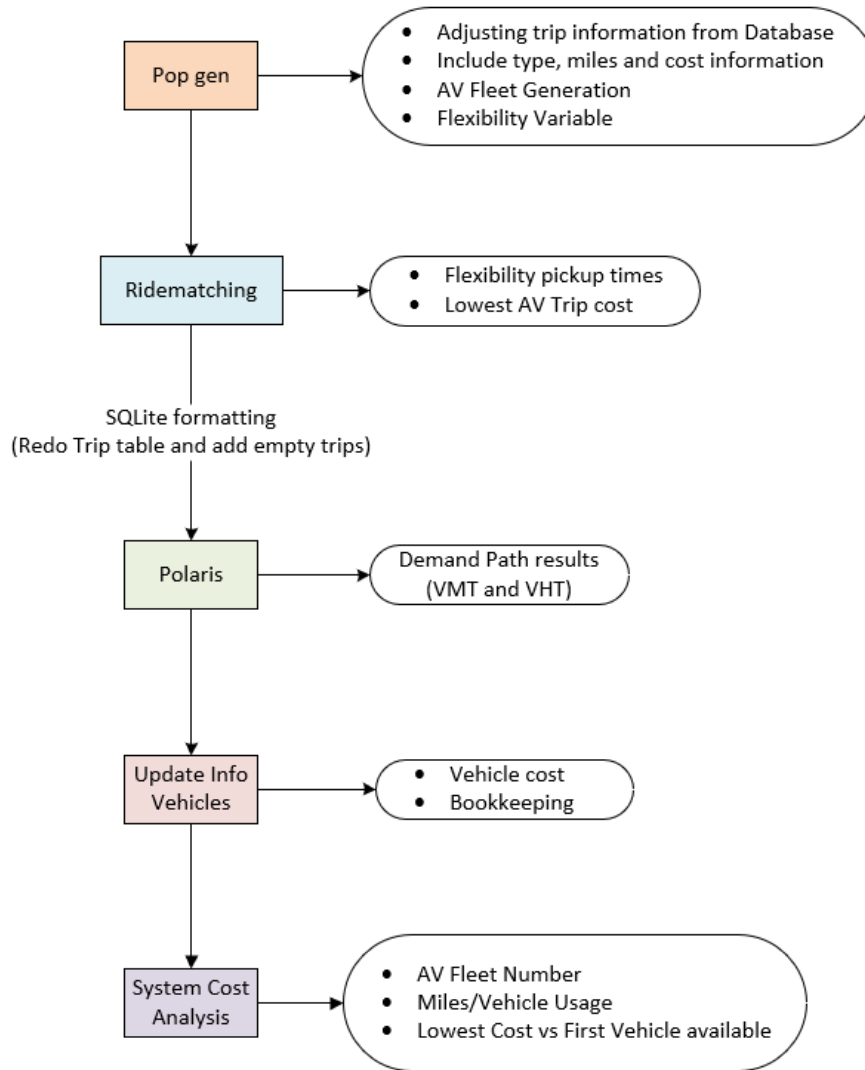 Pop gen
• Adjusting trip information from Database
• Include type, miles and cost information
• AV Fleet Generation
• Flexibility Variable
Ridematching
• Flexibility pickup times
• Lowest AV Trip cost
SQLite formatting
(Redo Trip table and add empty trips)
Polaris
Demand Path results
(VMT and VHT)
Update Info
Vehicles
• Vehicle cost
• Bookkeeping
System Cost
Analysis
• AV Fleet Number
• Miles/Vehicle Usage
• Lowest Cost vs First Vehicle available